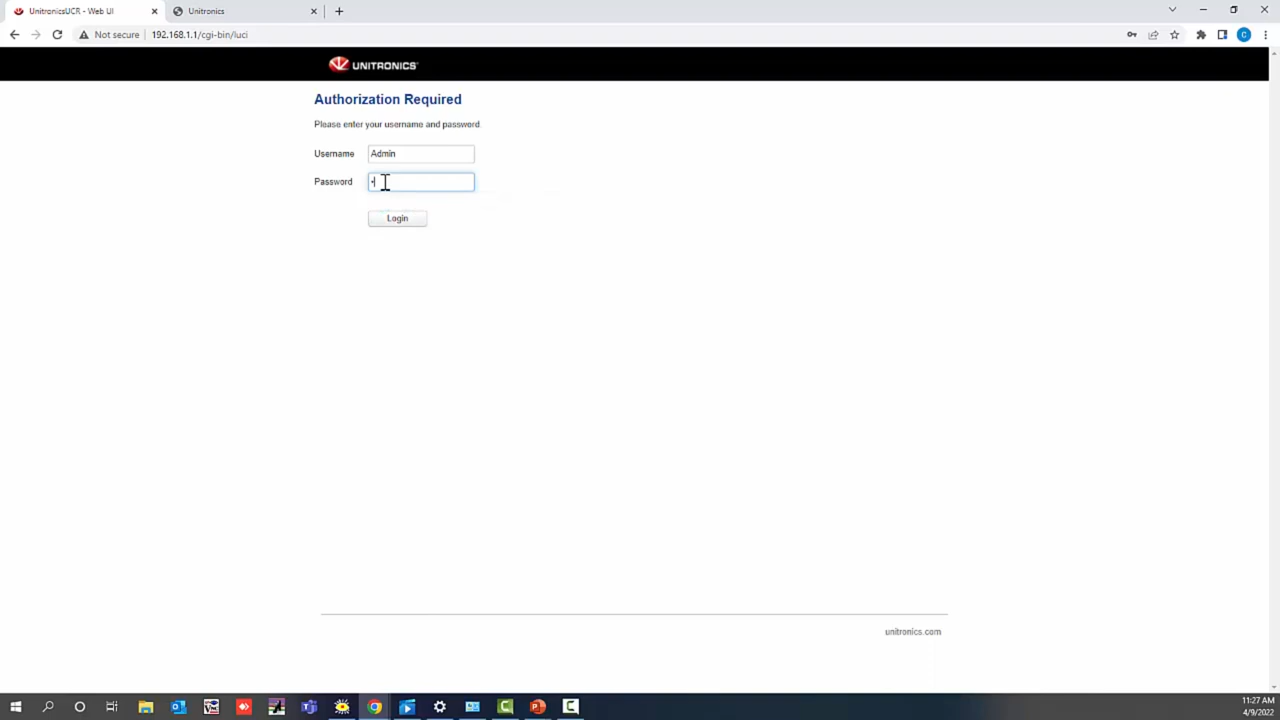 UnitronicsUCR - Web UI
Unitronics
Not secure
192.168.1.1/cgi-bin/luci
C
UNITRONICS
Authorization Required
Please enter your username and password.
Username
Admin
Password
Login
unitronics.com
11:27 AM
4/9/2022